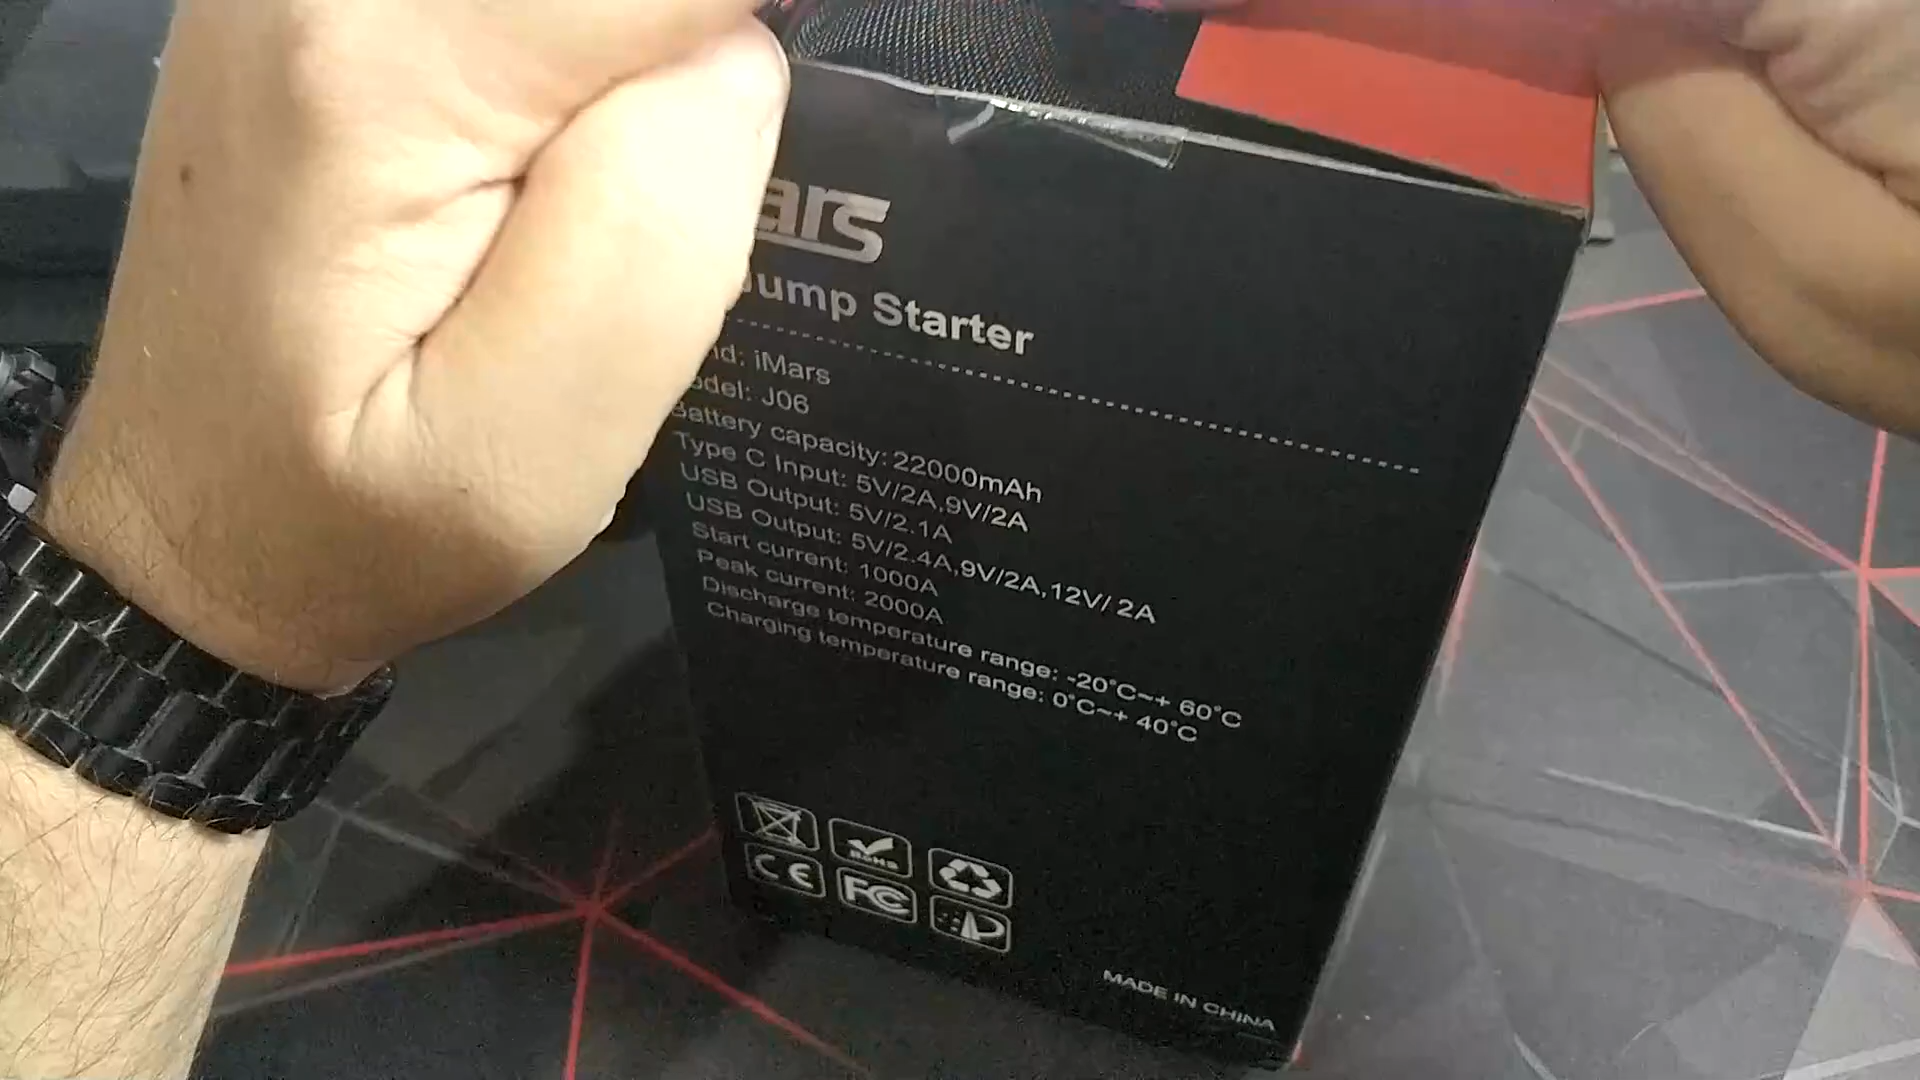 ars
Jump Starter
nd: iMars
odel: J06
Battery capacity: 22000mAh
Type C Input: 5V/2A,9V/2A
USB Output: 5V/2.1A
USB Output: 5V/2.4A,9V/2A,12V/ 2A
Start current: 1000A
Peak current: 2000A
Discharge temperature range: -20°C~+ 60°C
Charging temperature range: 0°C~+ 40°C
RoHS
CE FC
MADE IN CHINA